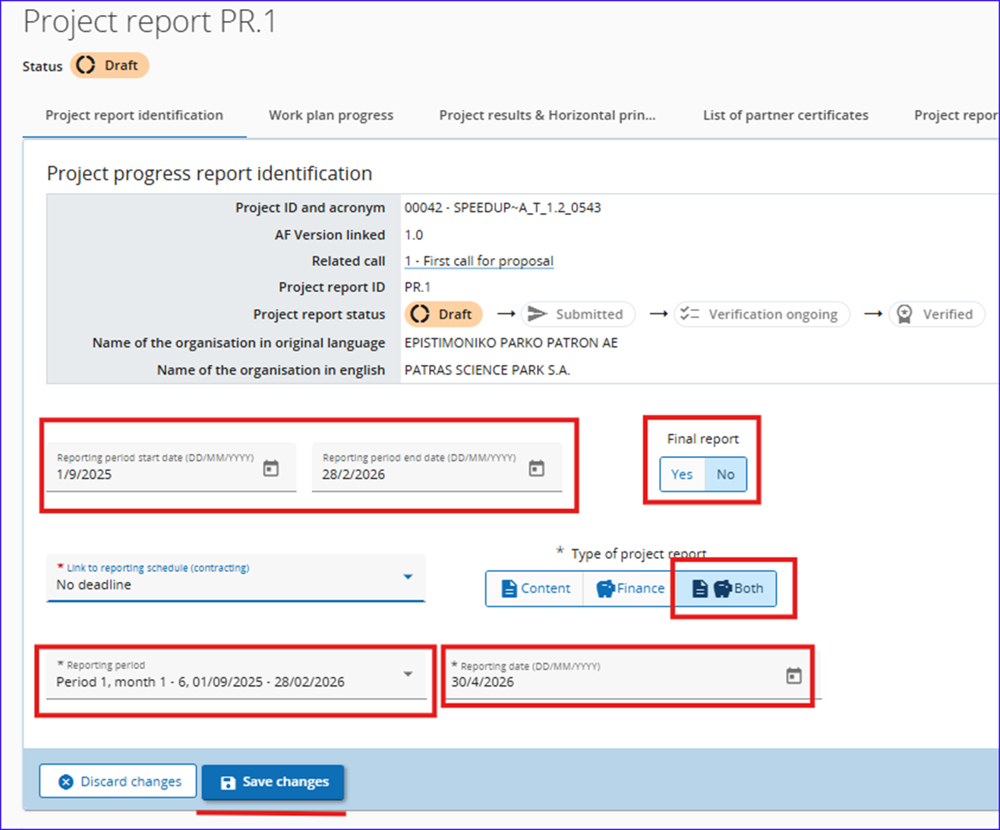 Project report PR.1
Status Draft
Project report identification Work plan progress Project results & Horizontal prin... List of partner certificates Project repor
Project progress report identification
Project ID and acronym 00042 - SPEEDUP~A_T_1.2_0543
AF Version linked 1.0
Related call 1 - First call for proposal
Project report ID PR.1
Project report status Draft → Submitted → Verification ongoing → Verified
Name of the organisation in original language EPISTIMONIKO PARKO PATRON AE
Name of the organisation in english PATRAS SCIENCE PARK S.A.
Final report
Reporting period start date (DD/MM/YYYY) Reporting period end date (DD/MM/YYYY)
1/9/2025 28/2/2026 Yes No
* Type of project report
* Link to reporting schedule (contracting)
No deadline Content Finance Both
* Reporting period * Reporting date (DD/MM/YYYY)
Period 1, month 1 - 6, 01/09/2025 - 28/02/2026 30/4/2026
Discard changes Save changes